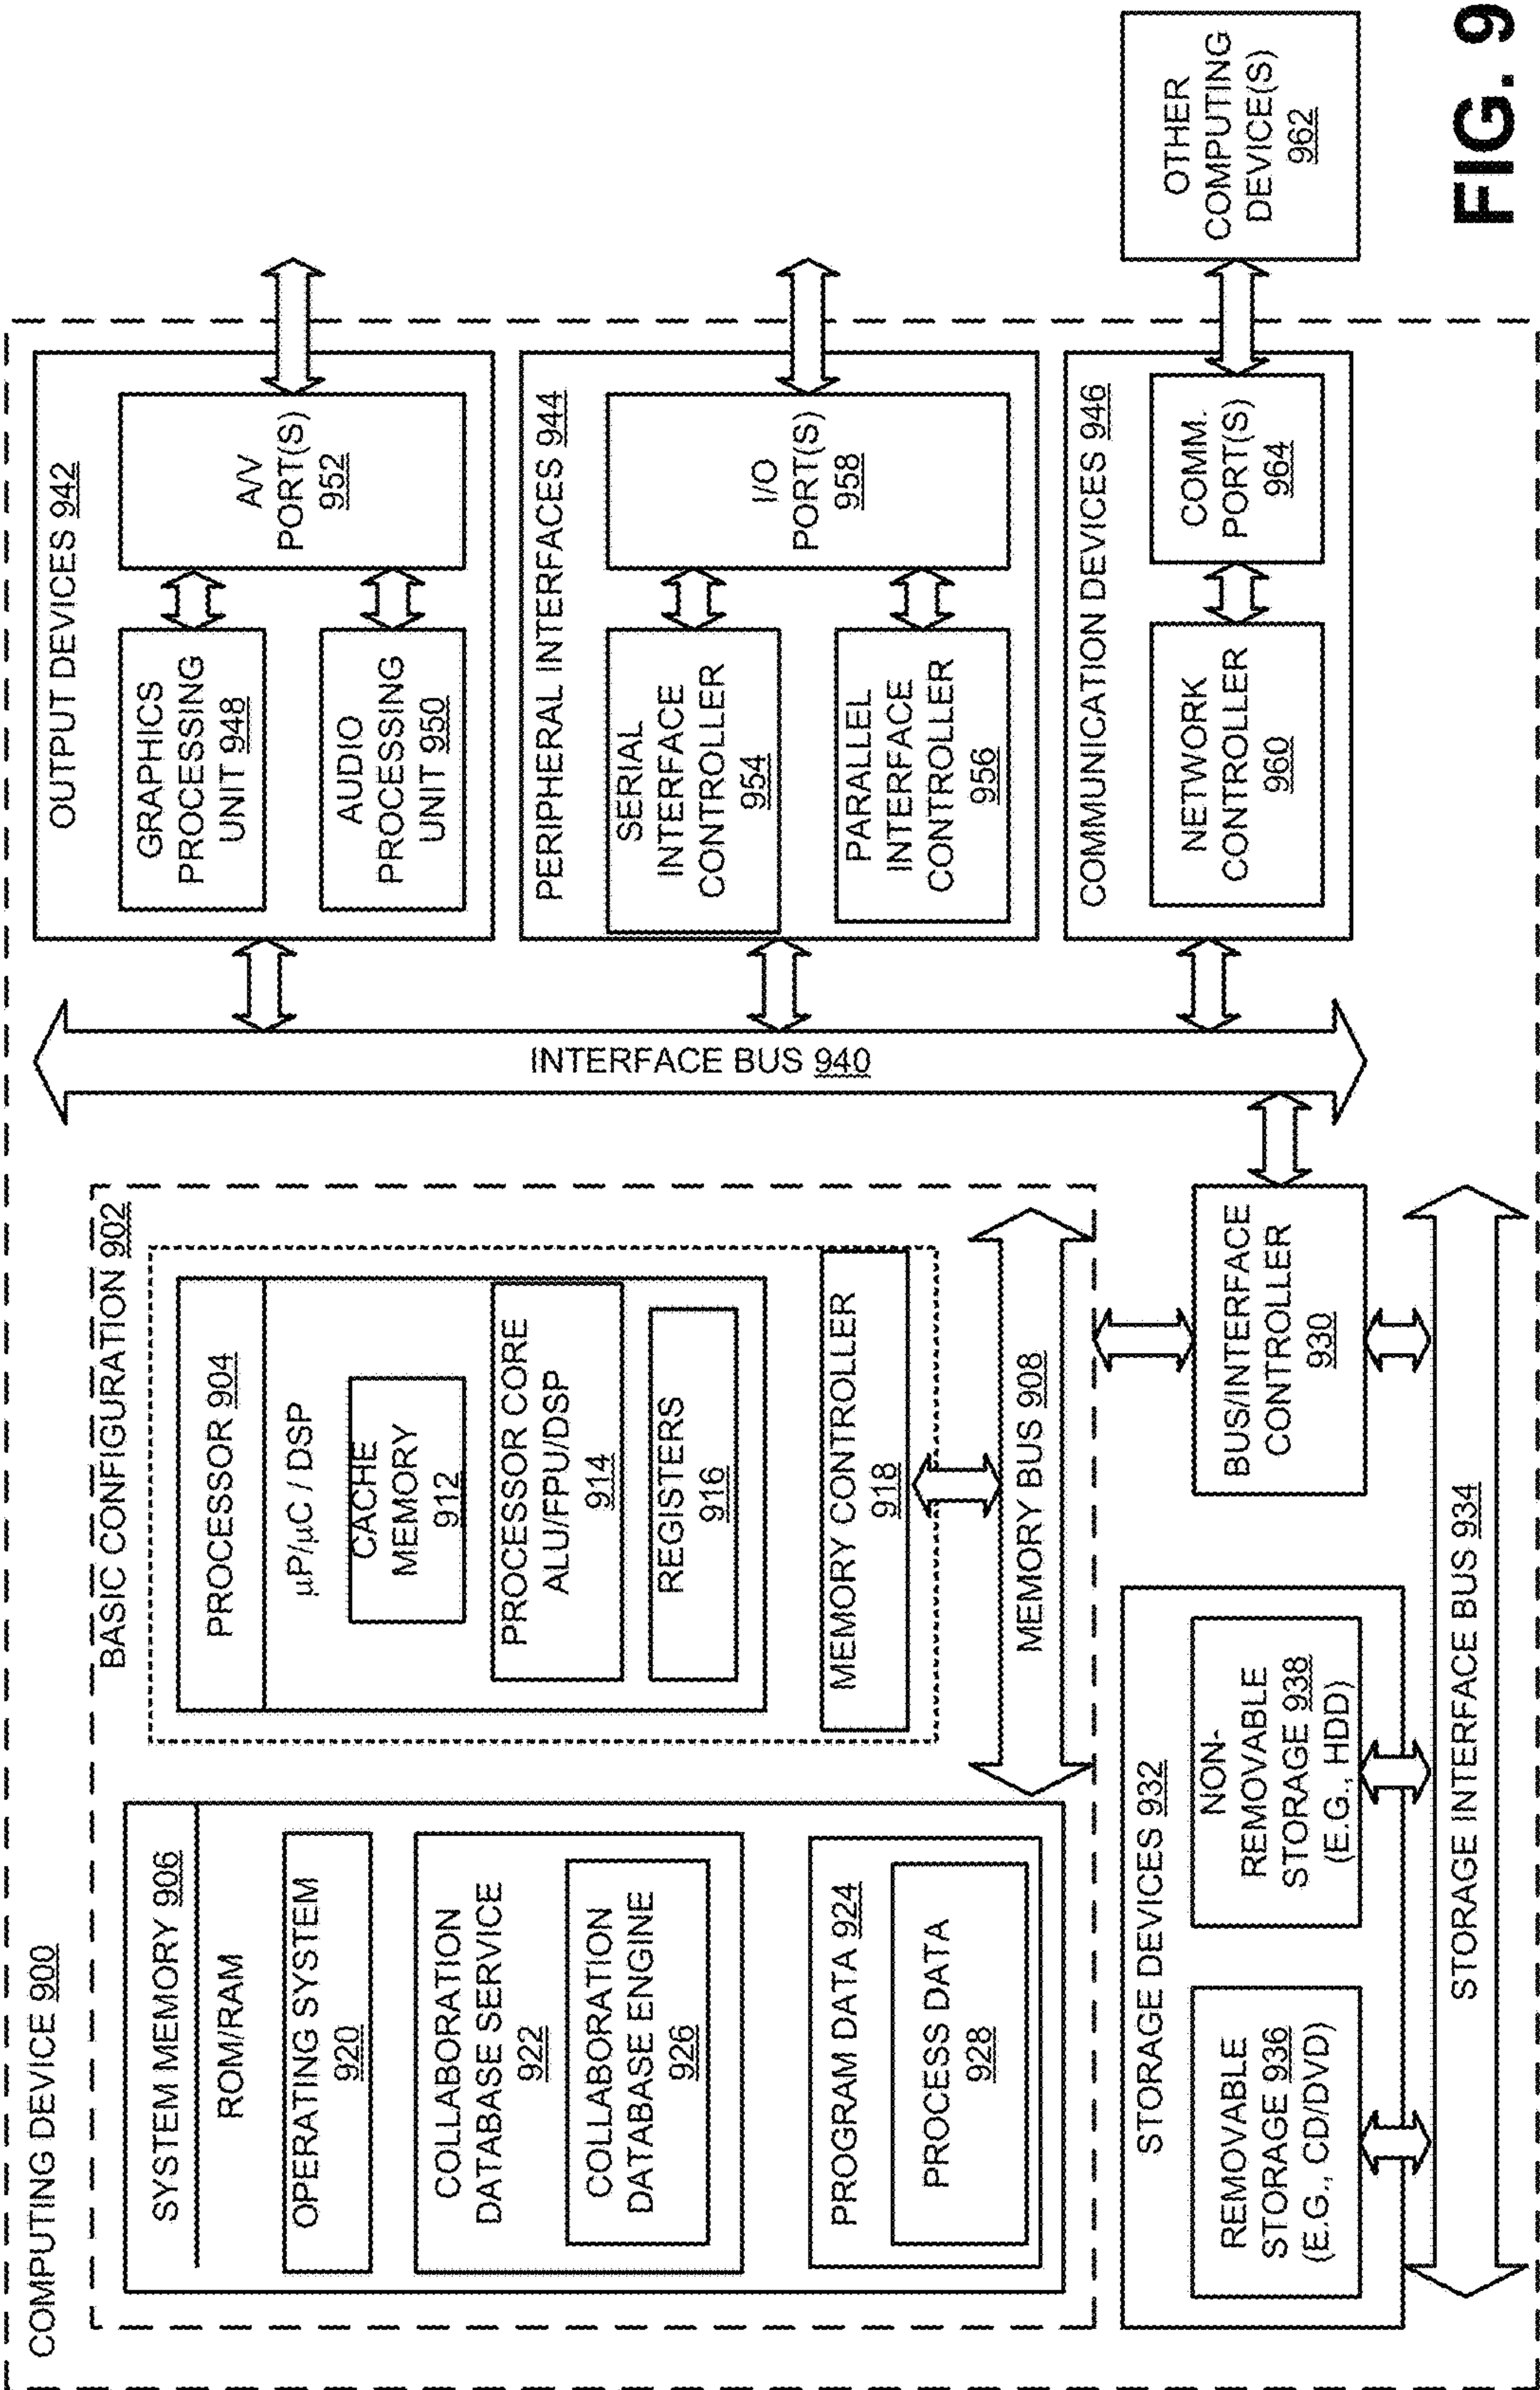 COMPUTING DEVICE 900
BASIC CONFIGURATION 902
SYSTEM MEMORY 906
ROM/RAM
OPERATING SYSTEM
920
COLLABORATION
DATABASE SERVICE
922
COLLABORATION
DATABASE ENGINE
926
PROGRAM DATA 924
PROCESS DATA
928
PROCESSOR 904
µP/µC / DSP
CACHE
MEMORY
912
PROCESSOR CORE
ALU/FPU/DSP
914
REGISTERS
916
MEMORY CONTROLLER
918
MEMORY BUS 908
STORAGE DEVICES 932
REMOVABLE
STORAGE 936
(E.G., CD/DVD)
NON-
REMOVABLE
STORAGE 938
(E.G., HDD)
BUS/INTERFACE
CONTROLLER
930
STORAGE INTERFACE BUS 934
INTERFACE BUS 940
OUTPUT DEVICES 942
GRAPHICS
PROCESSING
UNIT 948
AUDIO
PROCESSING
UNIT 950
A/V
PORT(S)
952
PERIPHERAL INTERFACES 944
SERIAL
INTERFACE
CONTROLLER
954
PARALLEL
INTERFACE
CONTROLLER
956
I/O
PORT(S)
958
COMMUNICATION DEVICES 946
NETWORK
CONTROLLER
960
COMM.
PORT(S)
964
OTHER
COMPUTING
DEVICE(S)
962
FIG. 9